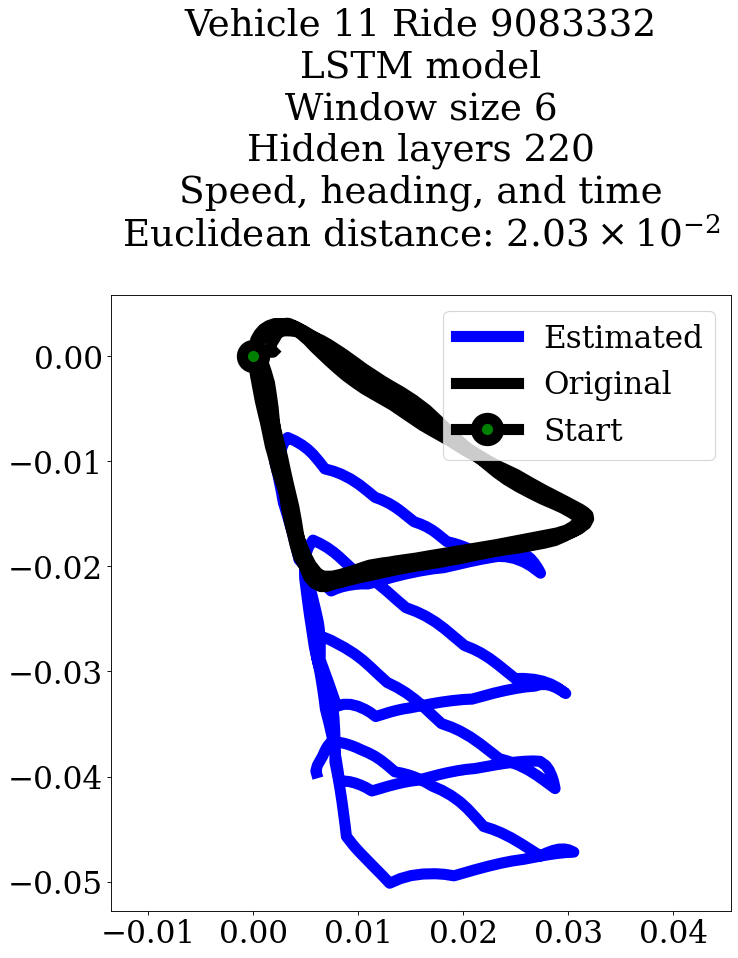 Vehicle 11 Ride 9083332
LSTM model
Window size 6
Hidden layers 220
Speed, heading, and time
Euclidean distance: 2.03 × 10⁻²
Estimated
Original
Start
0.00
−0.01
−0.02
−0.03
−0.04
−0.05
−0.01 0.00 0.01 0.02 0.03 0.04